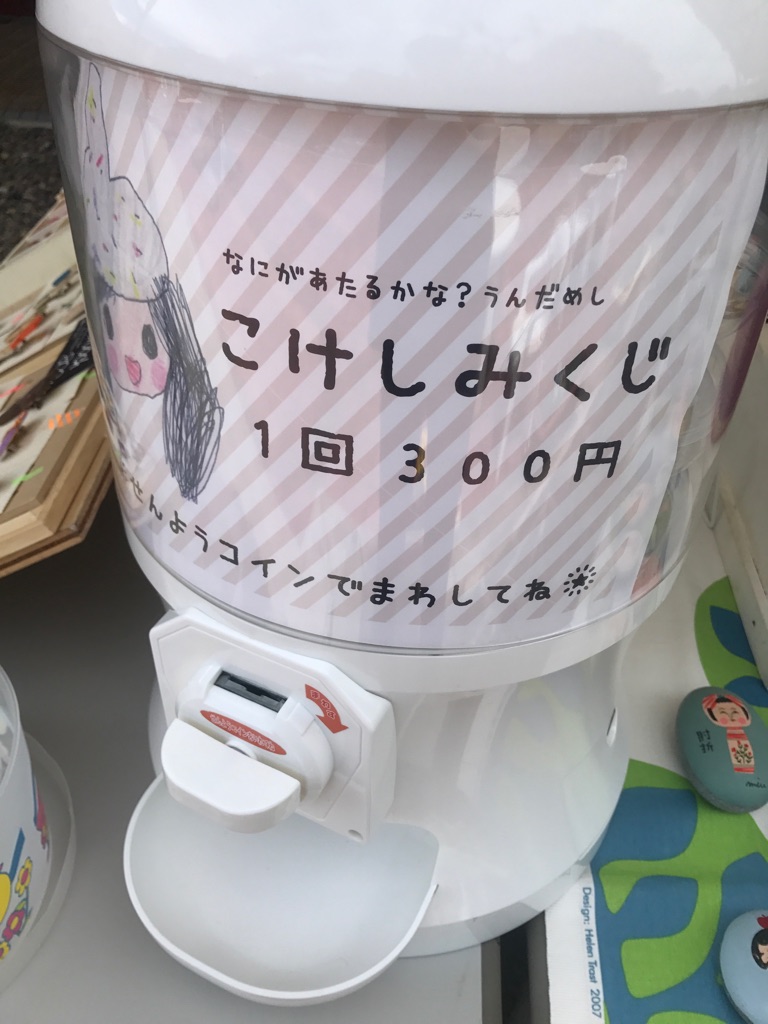 なにがあたるかな？うんだめし
こけしみくじ
1回 300円
せんようコインでまわしてね
Design: Helen Trast 2007